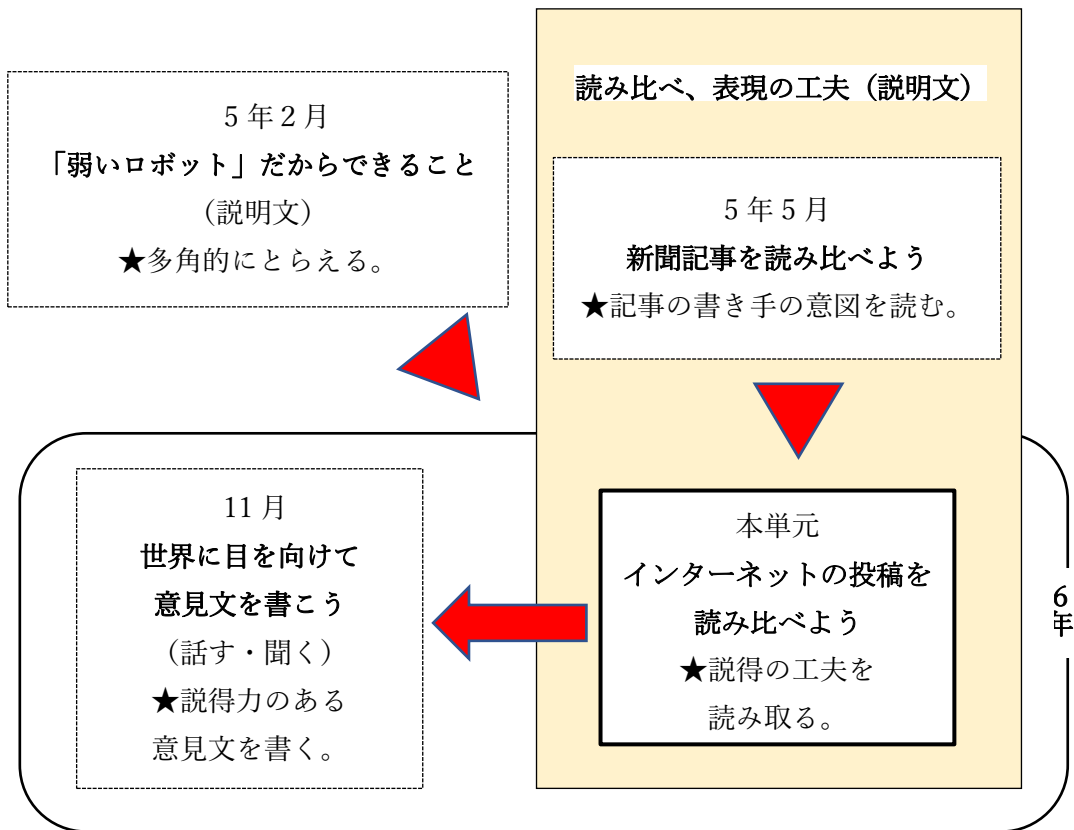 読み比べ、表現の工夫（説明文）
5年2月
「弱いロボット」だからできること
（説明文）
★多角的にとらえる。
5年5月
新聞記事を読み比べよう
★記事の書き手の意図を読む。
11月
世界に目を向けて
意見文を書こう
（話す・聞く）
★説得力のある
意見文を書く。
本単元
インターネットの投稿を
読み比べよう
★説得の工夫を
読み取る。
6年